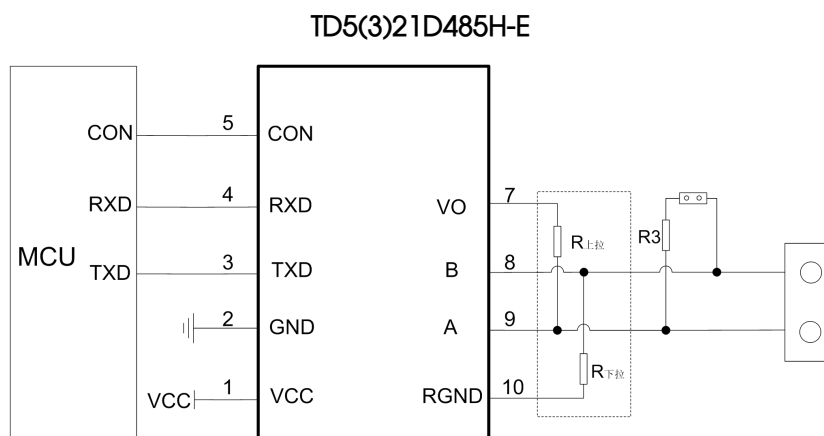 TD5(3)21D485H-E
CON 5 CON
RXD 4 RXD
VO 7
R上拉
R3
MCU
TXD 3 TXD
B 8
2 GND
A 9
R下拉
VCC 1 VCC
RGND 10